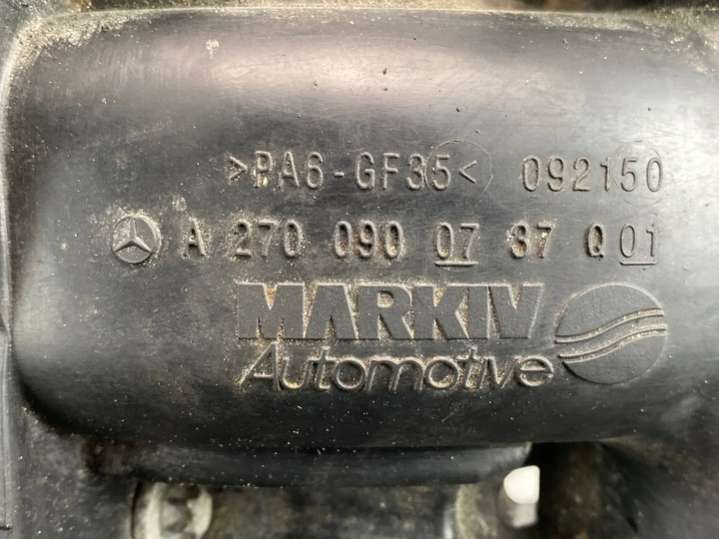 >PA6-GF35< 092150
A 270 090 07 37 Q01
MARKIV
Automotive